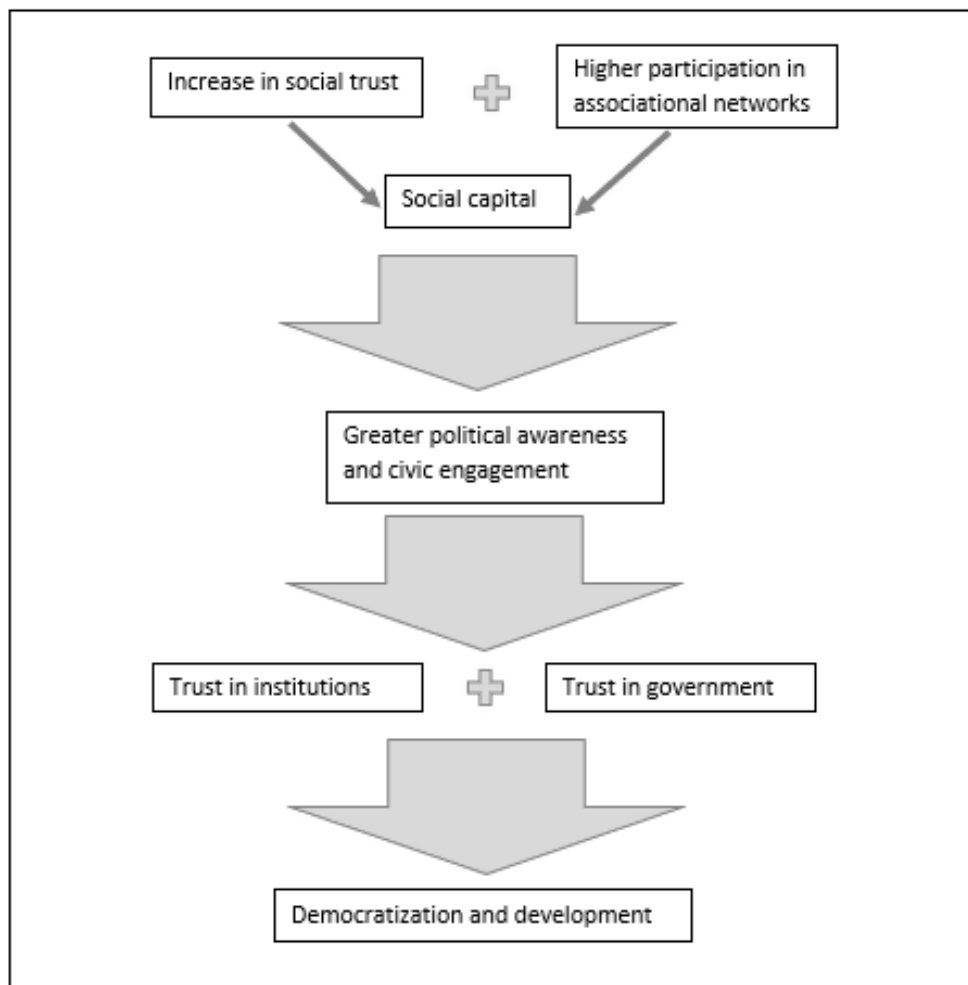 Increase in social trust
Higher participation in
associational networks
Social capital
Greater political awareness
and civic engagement
Trust in institutions
Trust in government
Democratization and development